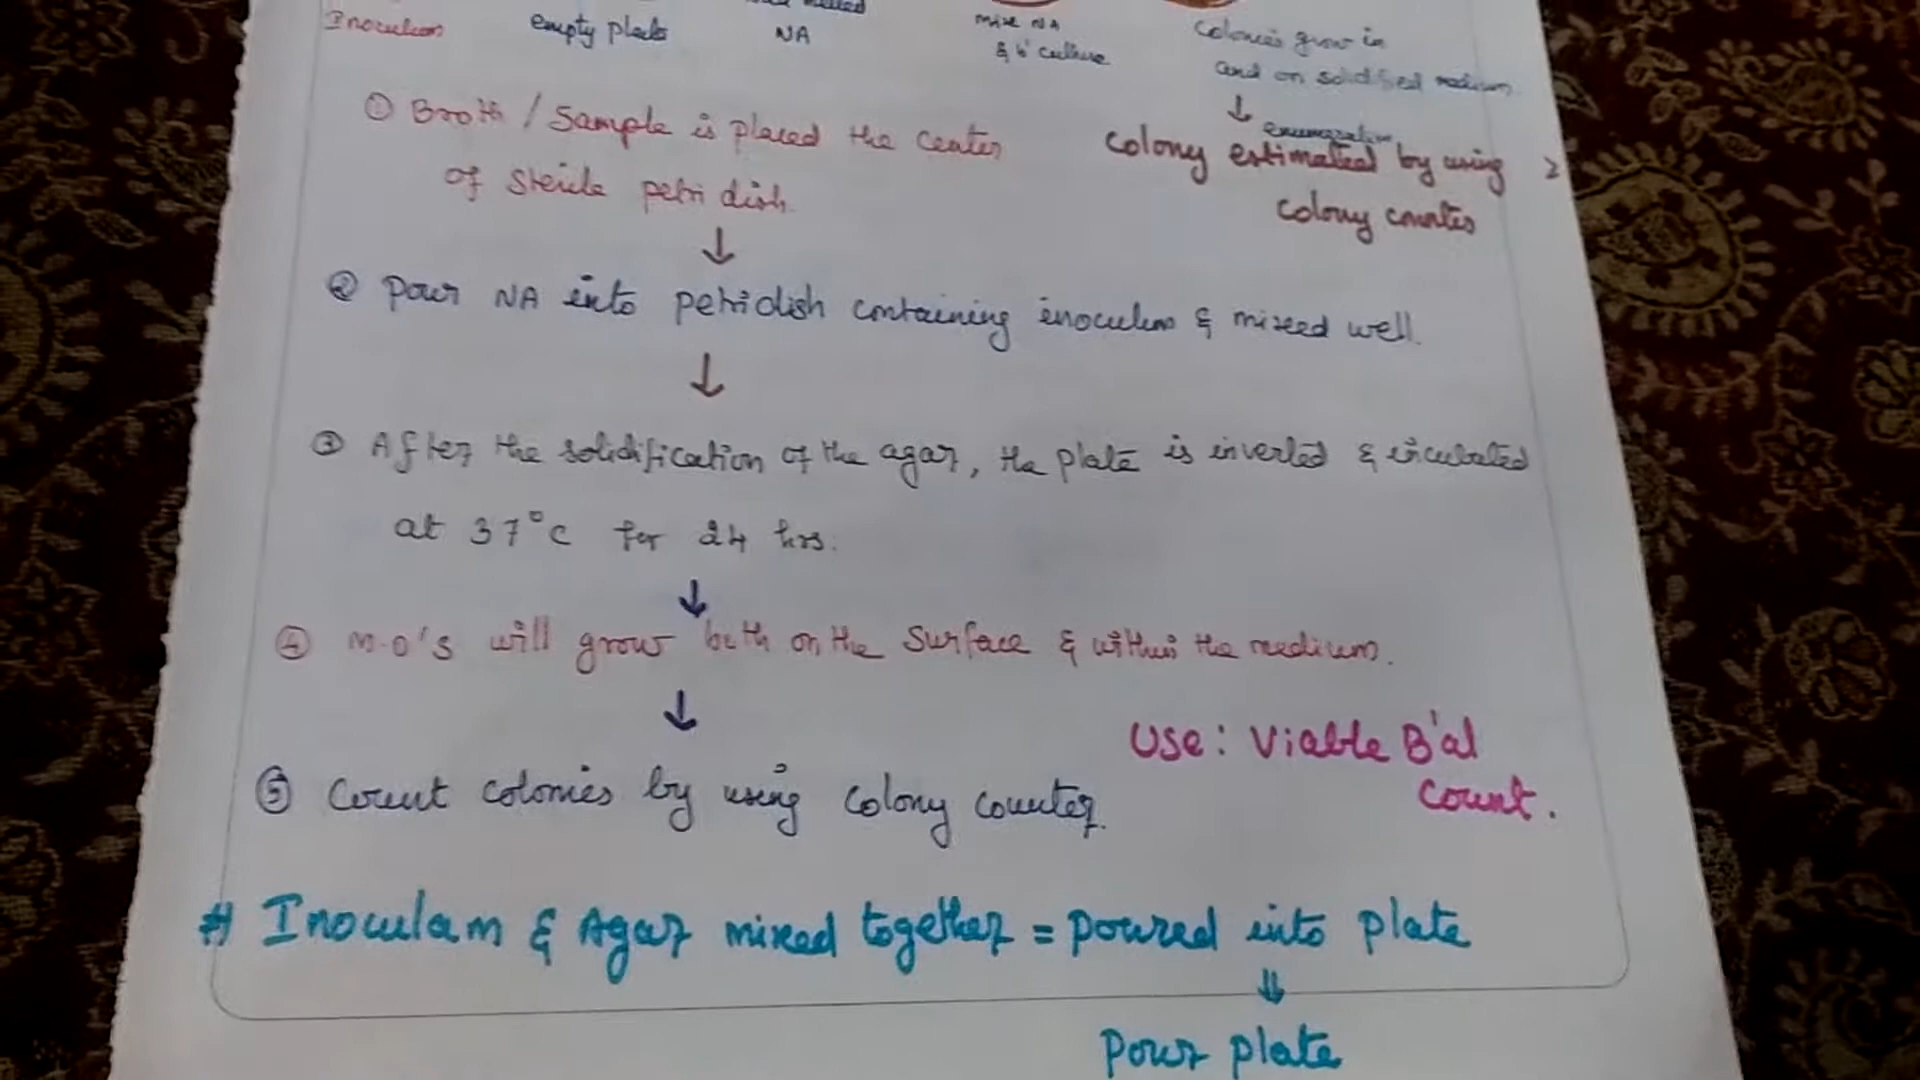 Inoculum
empty plate
melted
NA
mixe NA
& b' culture
Colonies grow in
and on solidified medium
↓ enumeration
Colony estimated by using
Colony counter
① Broth / Sample is placed the center
of sterile petri dish.
↓
② Pour NA into petridish containing inoculum & mixed well.
↓
③ After the solidification of the agar, the plate is inverted & incubated
at 37°c for 24 hrs.
↓
④ M.O's will grow both on the surface & within the medium.
↓
⑤ Count colonies by using colony counter.
Use: Viable B'al
Count.
# Inoculam & Agar mixed together = poured into plate
⇓
Pour plate